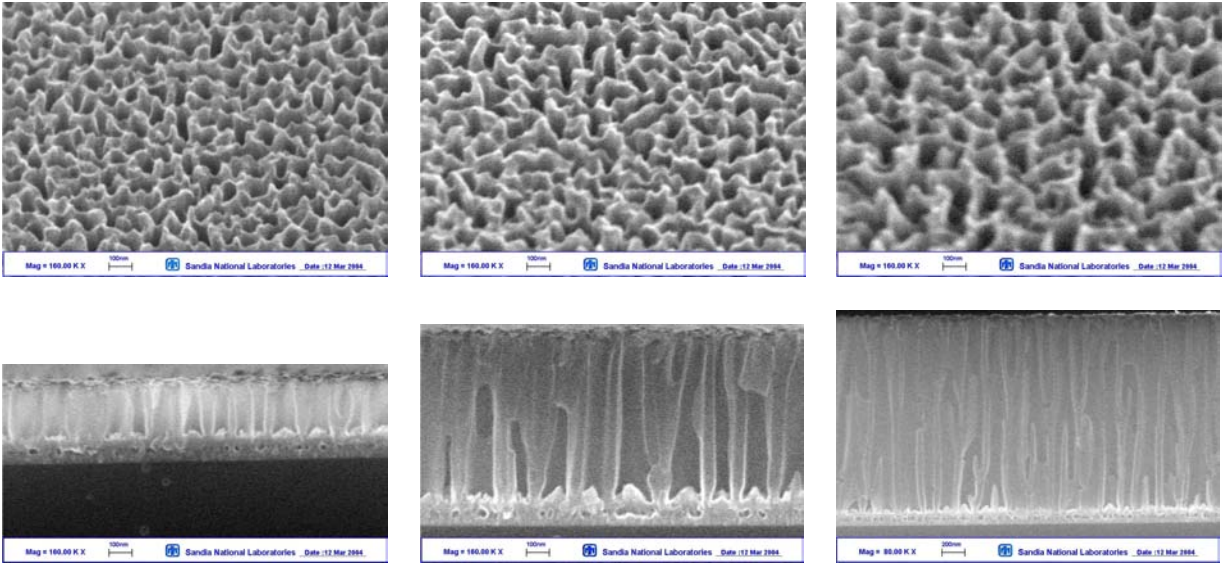 100nm
Mag = 160.00 K X Sandia National Laboratories Date :12 Mar 2004
100nm
Mag = 160.00 K X Sandia National Laboratories Date :12 Mar 2004
100nm
Mag = 160.00 K X Sandia National Laboratories Date :12 Mar 2004
100nm
Mag = 160.00 K X Sandia National Laboratories Date :12 Mar 2004
100nm
Mag = 160.00 K X Sandia National Laboratories Date :12 Mar 2004
200nm
Mag = 80.00 K X Sandia National Laboratories Date :12 Mar 2004